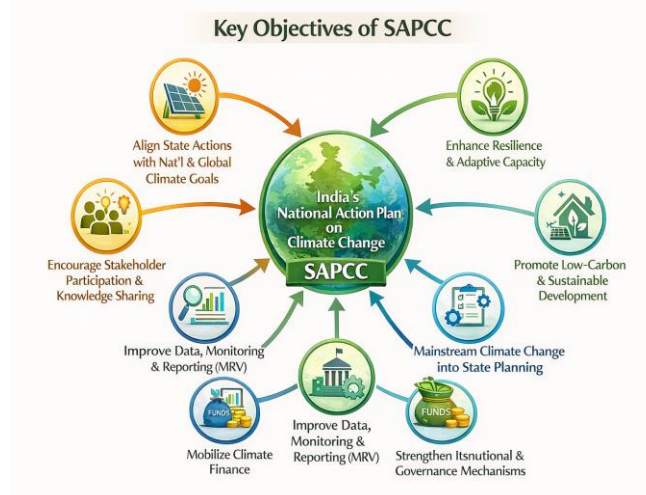 Key Objectives of SAPCC
Align State Actions
with Nat'l & Global
Climate Goals
Enhance Resilience
& Adaptive Capacity
India's
National Action Plan
on
Climate Change
SAPCC
Encourage Stakeholder
Participation &
Knowledge Sharing
Promote Low-Carbon
& Sustainable
Development
Improve Data, Monitoring
& Reporting (MRV)
Mainstream Climate Change
into State Planning
FUNDS
Mobilize Climate
Finance
Improve Data,
Monitoring &
Reporting (MRV)
FUNDS
Strengthen Itsnutional &
Governance Mechanisms